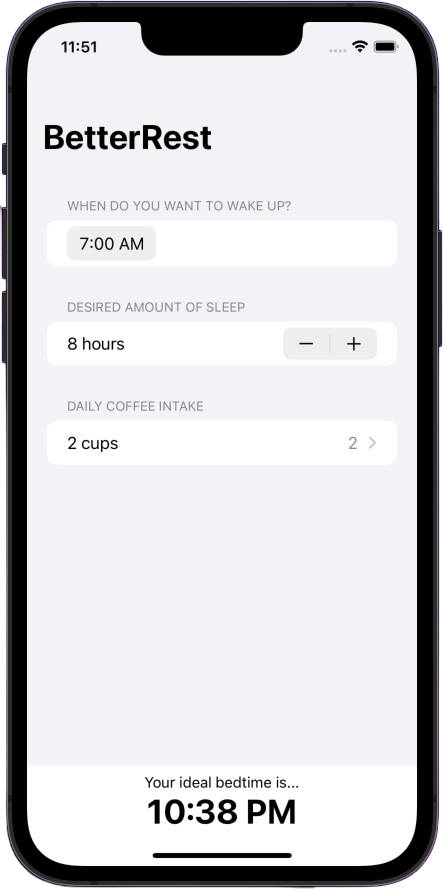 11:51
BetterRest
WHEN DO YOU WANT TO WAKE UP?
7:00 AM
DESIRED AMOUNT OF SLEEP
8 hours
DAILY COFFEE INTAKE
2 cups 2
Your ideal bedtime is...
10:38 PM